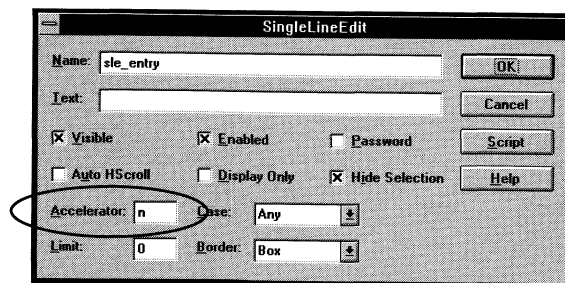 SingleLineEdit
Name: sle_entry OK
Text: Cancel
Visible Enabled Password Script
Auto HScroll Display Only Hide Selection Help
Accelerator: n Case: Any
Limit: 0 Border: Box